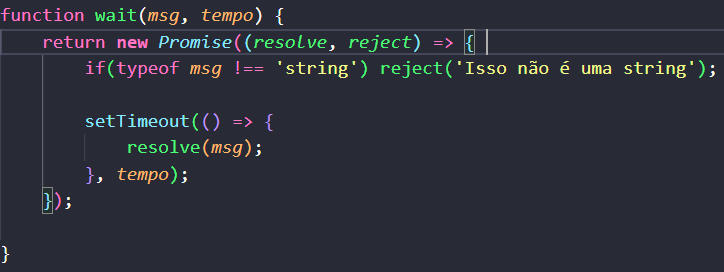 function wait(msg, tempo) {
return new Promise((resolve, reject) => {
if(typeof msg !== 'string') reject('Isso não é uma string');
setTimeout(() => {
resolve(msg);
}, tempo);
});
}